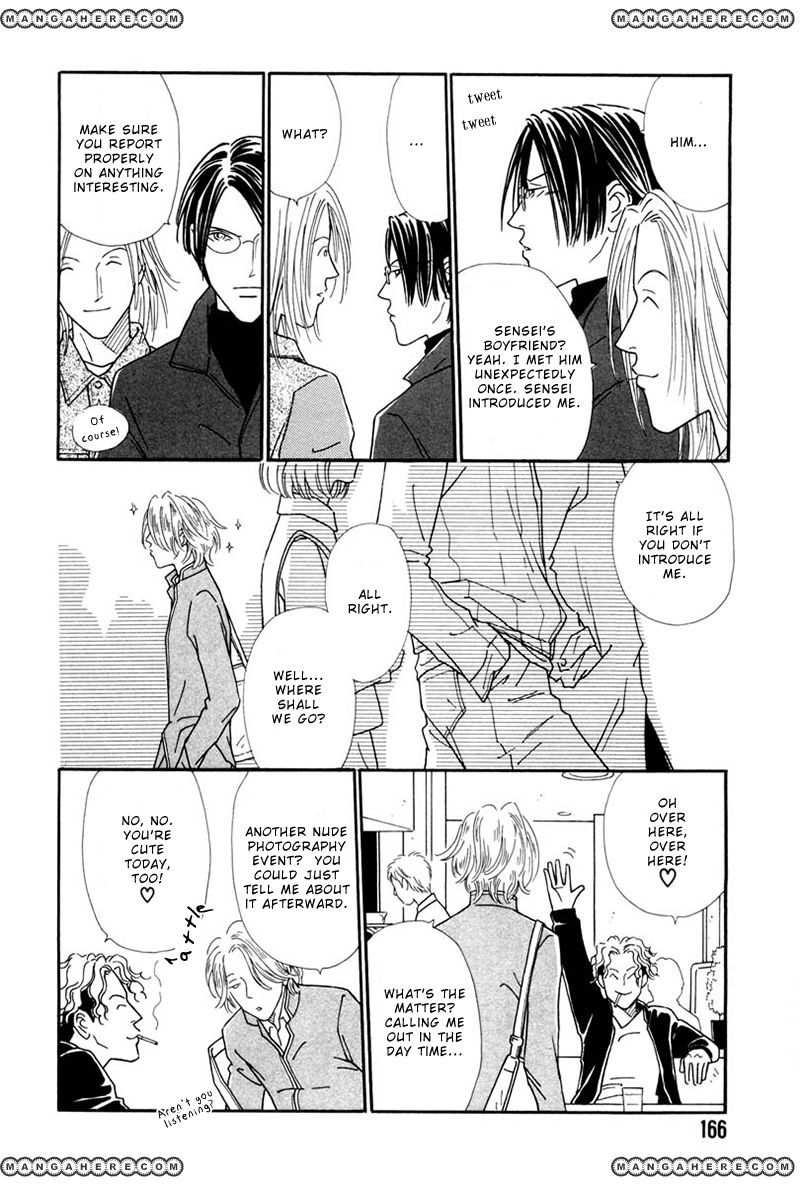 MANGAHERE.COM
MANGAHERE.COM
tweet
tweet
HIM...
SENSEI'S
BOYFRIEND?
YEAH. I MET HIM
UNEXPECTEDLY
ONCE. SENSEI
INTRODUCED ME.
...
WHAT?
MAKE SURE
YOU REPORT
PROPERLY
ON ANYTHING
INTERESTING.
Of
course!
IT'S ALL
RIGHT IF
YOU DON'T
INTRODUCE
ME.
ALL
RIGHT.
WELL...
WHERE
SHALL
WE GO?
OH
OVER
HERE,
OVER
HERE!
♡
WHAT'S THE
MATTER?
CALLING ME
OUT IN THE
DAY TIME...
ANOTHER NUDE
PHOTOGRAPHY
EVENT? YOU
COULD JUST
TELL ME ABOUT
IT AFTERWARD.
NO, NO.
YOU'RE
CUTE
TODAY,
TOO!
♡
rattle
Aren't you
listening?
166
MANGAHERE.COM
MANGAHERE.COM